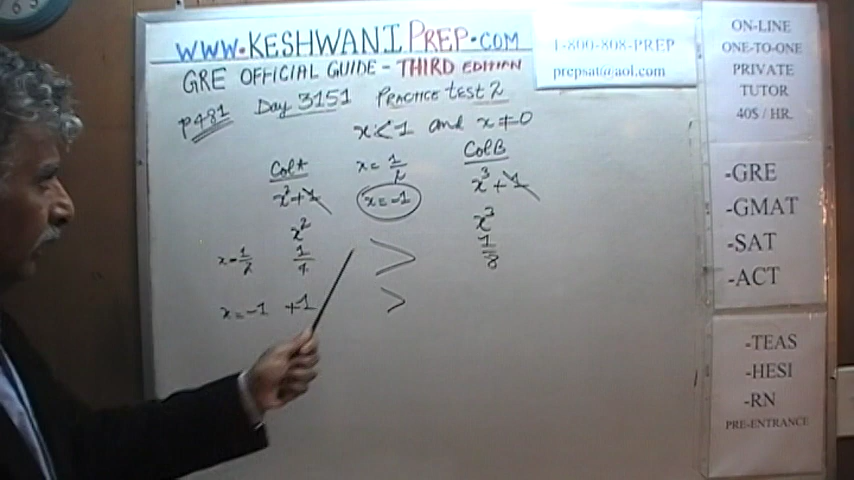 WWW.KESHWANIPREP.COM
GRE OFFICIAL GUIDE - THIRD EDITION
P481 Day 3151 Practice test 2
x < 1 and x ≠ 0
Col A x = 1/2 Col B
x² + 1 x = -1 x³ + 1
x² x³
x = 1/2 1/4 > 1/8
x = -1 +1 >
1-800-808-PREP
prepsat@aol.com
ON-LINE
ONE-TO-ONE
PRIVATE
TUTOR
40$ / HR.
-GRE
-GMAT
-SAT
-ACT
-TEAS
-HESI
-RN
PRE-ENTRANCE